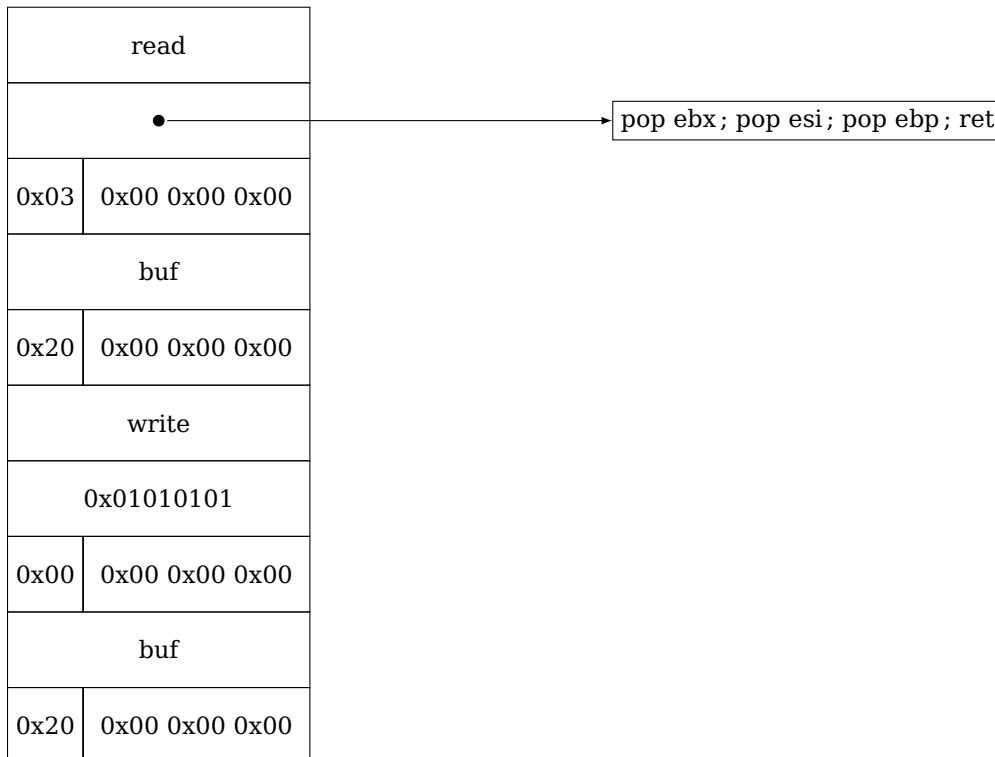 read
pop ebx; pop esi; pop ebp; ret
0x03 0x00 0x00 0x00
buf
0x20 0x00 0x00 0x00
write
0x01010101
0x00 0x00 0x00 0x00
buf
0x20 0x00 0x00 0x00